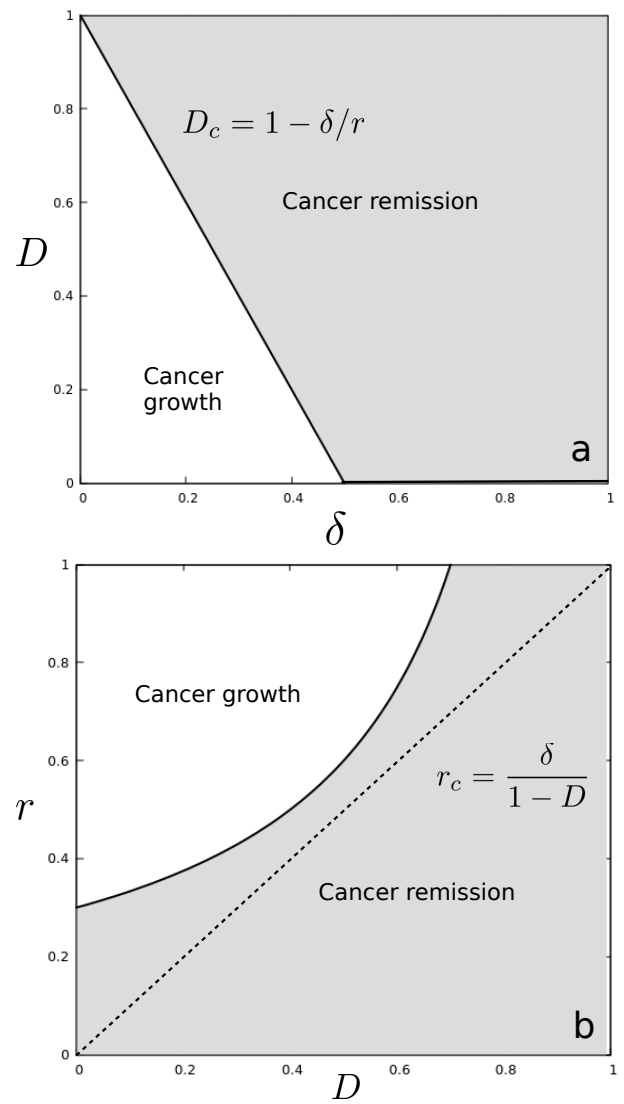 1
D_c = 1 − δ/r
0.8
Cancer remission
0.6
D
0.4
Cancer
growth
0.2
a
0
0 0.2 0.4 0.6 0.8 1
δ
1
0.8
Cancer growth
r_c = δ / (1 − D)
0.6
r
0.4
Cancer remission
0.2
b
0
0 0.2 0.4 0.6 0.8 1
D